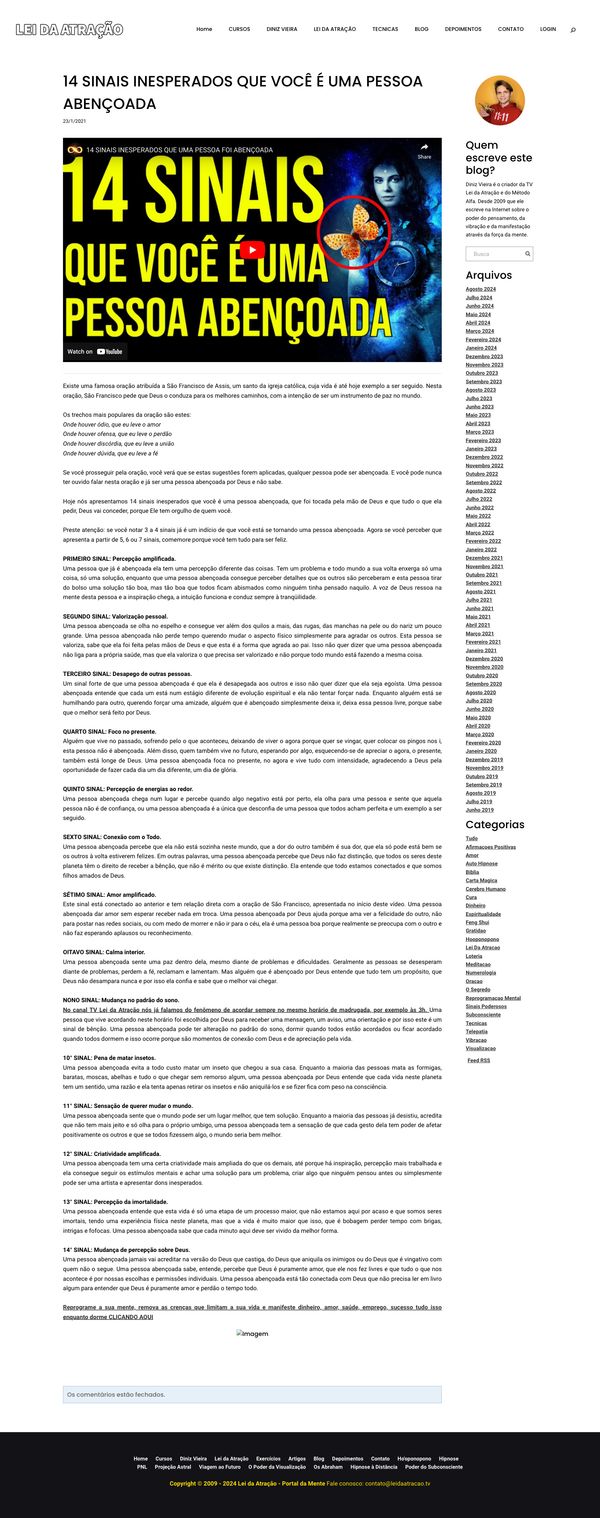 LEI DA ATRAÇÃO
Home CURSOS DINIZ VIEIRA LEI DA ATRAÇÃO TECNICAS BLOG DEPOIMENTOS CONTATO LOGIN
14 SINAIS INESPERADOS QUE VOCÊ É UMA PESSOA
ABENÇOADA
23/1/2021
14 SINAIS INESPERADOS QUE UMA PESSOA FOI ABENÇOADA
Share
14 SINAIS
QUE VOCÊ É UMA
PESSOA ABENÇOADA
Watch on YouTube
Existe uma famosa oração atribuída a São Francisco de Assis, um santo da igreja católica, cuja vida é até hoje exemplo a ser seguido. Nesta
oração, São Francisco pede que Deus o conduza para os melhores caminhos, com a intenção de ser um instrumento de paz no mundo.
Os trechos mais populares da oração são estes:
Onde houver ódio, que eu leve o amor
Onde houver ofensa, que eu leve o perdão
Onde houver discórdia, que eu leve a união
Onde houver dúvida, que eu leve a fé
Se você prosseguir pela oração, você verá que se estas sugestões forem aplicadas, qualquer pessoa pode ser abençoada. E você pode nunca
ter ouvido falar nesta oração e já ser uma pessoa abençoada por Deus e não sabe.
Hoje nós apresentamos 14 sinais inesperados que você é uma pessoa abençoada, que foi tocada pela mão de Deus e que tudo o que ela
pedir, Deus vai conceder, porque Ele tem orgulho de quem você.
Preste atenção: se você notar 3 a 4 sinais já é um indício de que você está se tornando uma pessoa abençoada. Agora se você perceber que
apresenta a partir de 5, 6 ou 7 sinais, comemore porque você tem tudo para ser feliz.
PRIMEIRO SINAL: Percepção amplificada.
Uma pessoa que já é abençoada ela tem uma percepção diferente das coisas. Tem um problema e todo mundo a sua volta enxerga só uma
coisa, só uma solução, enquanto que uma pessoa abençoada consegue perceber detalhes que os outros são perceberam e esta pessoa tirar
do bolso uma solução tão boa, mas tão boa que todos ficam abismados como ninguém tinha pensado naquilo. A voz de Deus ressoa na
mente desta pessoa e a inspiração chega, a intuição funciona e conduz sempre à tranqüilidade.
SEGUNDO SINAL: Valorização pessoal.
Uma pessoa abençoada se olha no espelho e consegue ver além dos quilos a mais, das rugas, das manchas na pele ou do nariz um pouco
grande. Uma pessoa abençoada não perde tempo querendo mudar o aspecto físico simplesmente para agradar os outros. Esta pessoa se
valoriza, sabe que ela foi feita pelas mãos de Deus e que esta é a forma que agrada ao pai. Isso não quer dizer que uma pessoa abençoada
não liga para a própria saúde, mas que ela valoriza o que precisa ser valorizado e não porque todo mundo está fazendo a mesma coisa.
TERCEIRO SINAL: Desapego de outras pessoas.
Um sinal forte de que uma pessoa abençoada é que ela é desapegada aos outros e isso não quer dizer que ela seja egoísta. Uma pessoa
abençoada entende que cada um está num estágio diferente de evolução espiritual e ela não tentar forçar nada. Enquanto alguém está se
humilhando para outro, querendo forçar uma amizade, alguém que é abençoado simplesmente deixa ir, deixa essa pessoa livre, porque sabe
que o melhor será feito por Deus.
QUARTO SINAL: Foco no presente.
Alguém que vive no passado, sofrendo pelo o que aconteceu, deixando de viver o agora porque quer se vingar, quer colocar os pingos nos i,
esta pessoa não é abençoada. Além disso, quem também vive no futuro, esperando por algo, esquecendo-se de apreciar o agora, o presente,
também está longe de Deus. Uma pessoa abençoada foca no presente, no agora e vive tudo com intensidade, agradecendo a Deus pela
oportunidade de fazer cada dia um dia diferente, um dia de glória.
QUINTO SINAL: Percepção de energias ao redor.
Uma pessoa abençoada chega num lugar e percebe quando algo negativo está por perto, ela olha para uma pessoa e sente que aquela
pessoa não é de confiança, ou uma pessoa abençoada é a única que desconfia de uma pessoa que todos acham perfeita e um exemplo a ser
seguido.
SEXTO SINAL: Conexão com o Todo.
Uma pessoa abençoada percebe que ela não está sozinha neste mundo, que a dor do outro também é sua dor, que ela só pode está bem se
os outros à volta estiverem felizes. Em outras palavras, uma pessoa abençoada percebe que Deus não faz distinção, que todos os seres deste
planeta têm o direito de receber a bênção, que não é mérito ou que existe distinção. Ela entende que todo estamos conectados e que somos
filhos amados de Deus.
SÉTIMO SINAL: Amor amplificado.
Este sinal está conectado ao anterior e tem relação direta com a oração de São Francisco, apresentada no início deste vídeo. Uma pessoa
abençoada dar amor sem esperar receber nada em troca. Uma pessoa abençoada por Deus ajuda porque ama ver a felicidade do outro, não
para postar nas redes sociais, ou com medo de morrer e não ir para o céu, ela é uma pessoa boa porque realmente se preocupa com o outro e
não faz esperando aplausos ou reconhecimento.
OITAVO SINAL: Calma interior.
Uma pessoa abençoada sente uma paz dentro dela, mesmo diante de problemas e dificuldades. Geralmente as pessoas se desesperam
diante de problemas, perdem a fé, reclamam e lamentam. Mas alguém que é abençoado por Deus entende que tudo tem um propósito, que
Deus não desampara nunca e por isso ela confia e sabe que o melhor vai chegar.
NONO SINAL: Mudança no padrão do sono.
No canal TV Lei da Atração nós já falamos do fenômeno de acordar sempre no mesmo horário de madrugada, por exemplo às 3h. Uma
pessoa que vive acordando neste horário foi escolhida por Deus para receber uma mensagem, um aviso, uma orientação e por isso este é um
sinal de bênção. Uma pessoa abençoada pode ter alteração no padrão do sono, dormir quando todos estão acordados ou ficar acordado
quando todos dormem e isso ocorre porque são momentos de conexão com Deus e de apreciação pela vida.
10° SINAL: Pena de matar insetos.
Uma pessoa abençoada evita a todo custo matar um inseto que chegou a sua casa. Enquanto a maioria das pessoas mata as formigas,
baratas, moscas, abelhas e tudo o que chegar sem remorso algum, uma pessoa abençoada por Deus entende que cada vida neste planeta
tem um sentido, uma razão e ela tenta apenas retirar os insetos e não aniquilá-los e se fizer fica com peso na consciência.
11° SINAL: Sensação de querer mudar o mundo.
Uma pessoa abençoada sente que o mundo pode ser um lugar melhor, que tem solução. Enquanto a maioria das pessoas já desistiu, acredita
que não tem mais jeito e só olha para o próprio umbigo, uma pessoa abençoada tem a sensação de que cada gesto dela tem poder de afetar
positivamente os outros e que se todos fizessem algo, o mundo seria bem melhor.
12° SINAL: Criatividade amplificada.
Uma pessoa abençoada tem uma certa criatividade mais ampliada do que os demais, até porque há inspiração, percepção mais trabalhada e
ela consegue seguir os estímulos mentais e achar uma solução para um problema, criar algo que ninguém pensou antes ou simplesmente
pode ser uma artista e apresentar dons inesperados.
13° SINAL: Percepção da imortalidade.
Uma pessoa abençoada entende que esta vida é só uma etapa de um processo maior, que não estamos aqui por acaso e que somos seres
imortais, tendo uma experiência física neste planeta, mas que a vida é muito maior que isso, que é bobagem perder tempo com brigas,
intrigas e fofocas. Uma pessoa abençoada sabe que cada minuto aqui deve ser vivido da melhor forma.
14° SINAL: Mudança de percepção sobre Deus.
Uma pessoa abençoada jamais vai acreditar na versão do Deus que castiga, do Deus que aniquila os inimigos ou do Deus que é vingativo com
quem não o segue. Uma pessoa abençoada sabe, entende, percebe que Deus é puramente amor, que ele nos fez livres e que tudo o que nos
acontece é por nossas escolhas e permissões individuais. Uma pessoa abençoada está tão conectada com Deus que não precisa ler em livro
algum para entender que Deus é puramente amor e perdão o tempo todo.
Reprograme a sua mente, remova as crenças que limitam a sua vida e manifeste dinheiro, amor, saúde, emprego, sucesso tudo isso
enquanto dorme CLICANDO AQUI
Imagem
Os comentários estão fechados.
11:11
Quem
escreve este
blog?
Diniz Vieira é o criador da TV
Lei da Atração e do Método
Alfa. Desde 2009 que ele
escreve na Internet sobre o
poder do pensamento, da
vibração e da manifestação
através da força da mente.
Busca
Arquivos
Agosto 2024
Julho 2024
Junho 2024
Maio 2024
Abril 2024
Março 2024
Fevereiro 2024
Janeiro 2024
Dezembro 2023
Novembro 2023
Outubro 2023
Setembro 2023
Agosto 2023
Julho 2023
Junho 2023
Maio 2023
Abril 2023
Março 2023
Fevereiro 2023
Janeiro 2023
Dezembro 2022
Novembro 2022
Outubro 2022
Setembro 2022
Agosto 2022
Julho 2022
Junho 2022
Maio 2022
Abril 2022
Março 2022
Fevereiro 2022
Janeiro 2022
Dezembro 2021
Novembro 2021
Outubro 2021
Setembro 2021
Agosto 2021
Julho 2021
Junho 2021
Maio 2021
Abril 2021
Março 2021
Fevereiro 2021
Janeiro 2021
Dezembro 2020
Novembro 2020
Outubro 2020
Setembro 2020
Agosto 2020
Julho 2020
Junho 2020
Maio 2020
Abril 2020
Março 2020
Fevereiro 2020
Janeiro 2020
Dezembro 2019
Novembro 2019
Outubro 2019
Setembro 2019
Agosto 2019
Julho 2019
Junho 2019
Categorias
Tudo
Afirmacoes Positivas
Amor
Auto Hipnose
Biblia
Carta Magica
Cerebro Humano
Cura
Dinheiro
Espiritualidade
Feng Shui
Gratidao
Hooponopono
Lei Da Atracao
Loteria
Meditacao
Numerologia
Oracao
O Segredo
Reprogramacao Mental
Sinais Poderosos
Subconsciente
Tecnicas
Telepatia
Vibracao
Visualizacao
Feed RSS
Home Cursos Diniz Vieira Lei da Atração Exercícios Artigos Blog Depoimentos Contato Ho'oponopono Hipnose
PNL Projeção Astral Viagem ao Futuro O Poder da Visualização Os Abraham Hipnose à Distância Poder do Subconsciente
Copyright © 2009 - 2024 Lei da Atração - Portal da Mente Fale conosco: contato@leidaatracao.tv